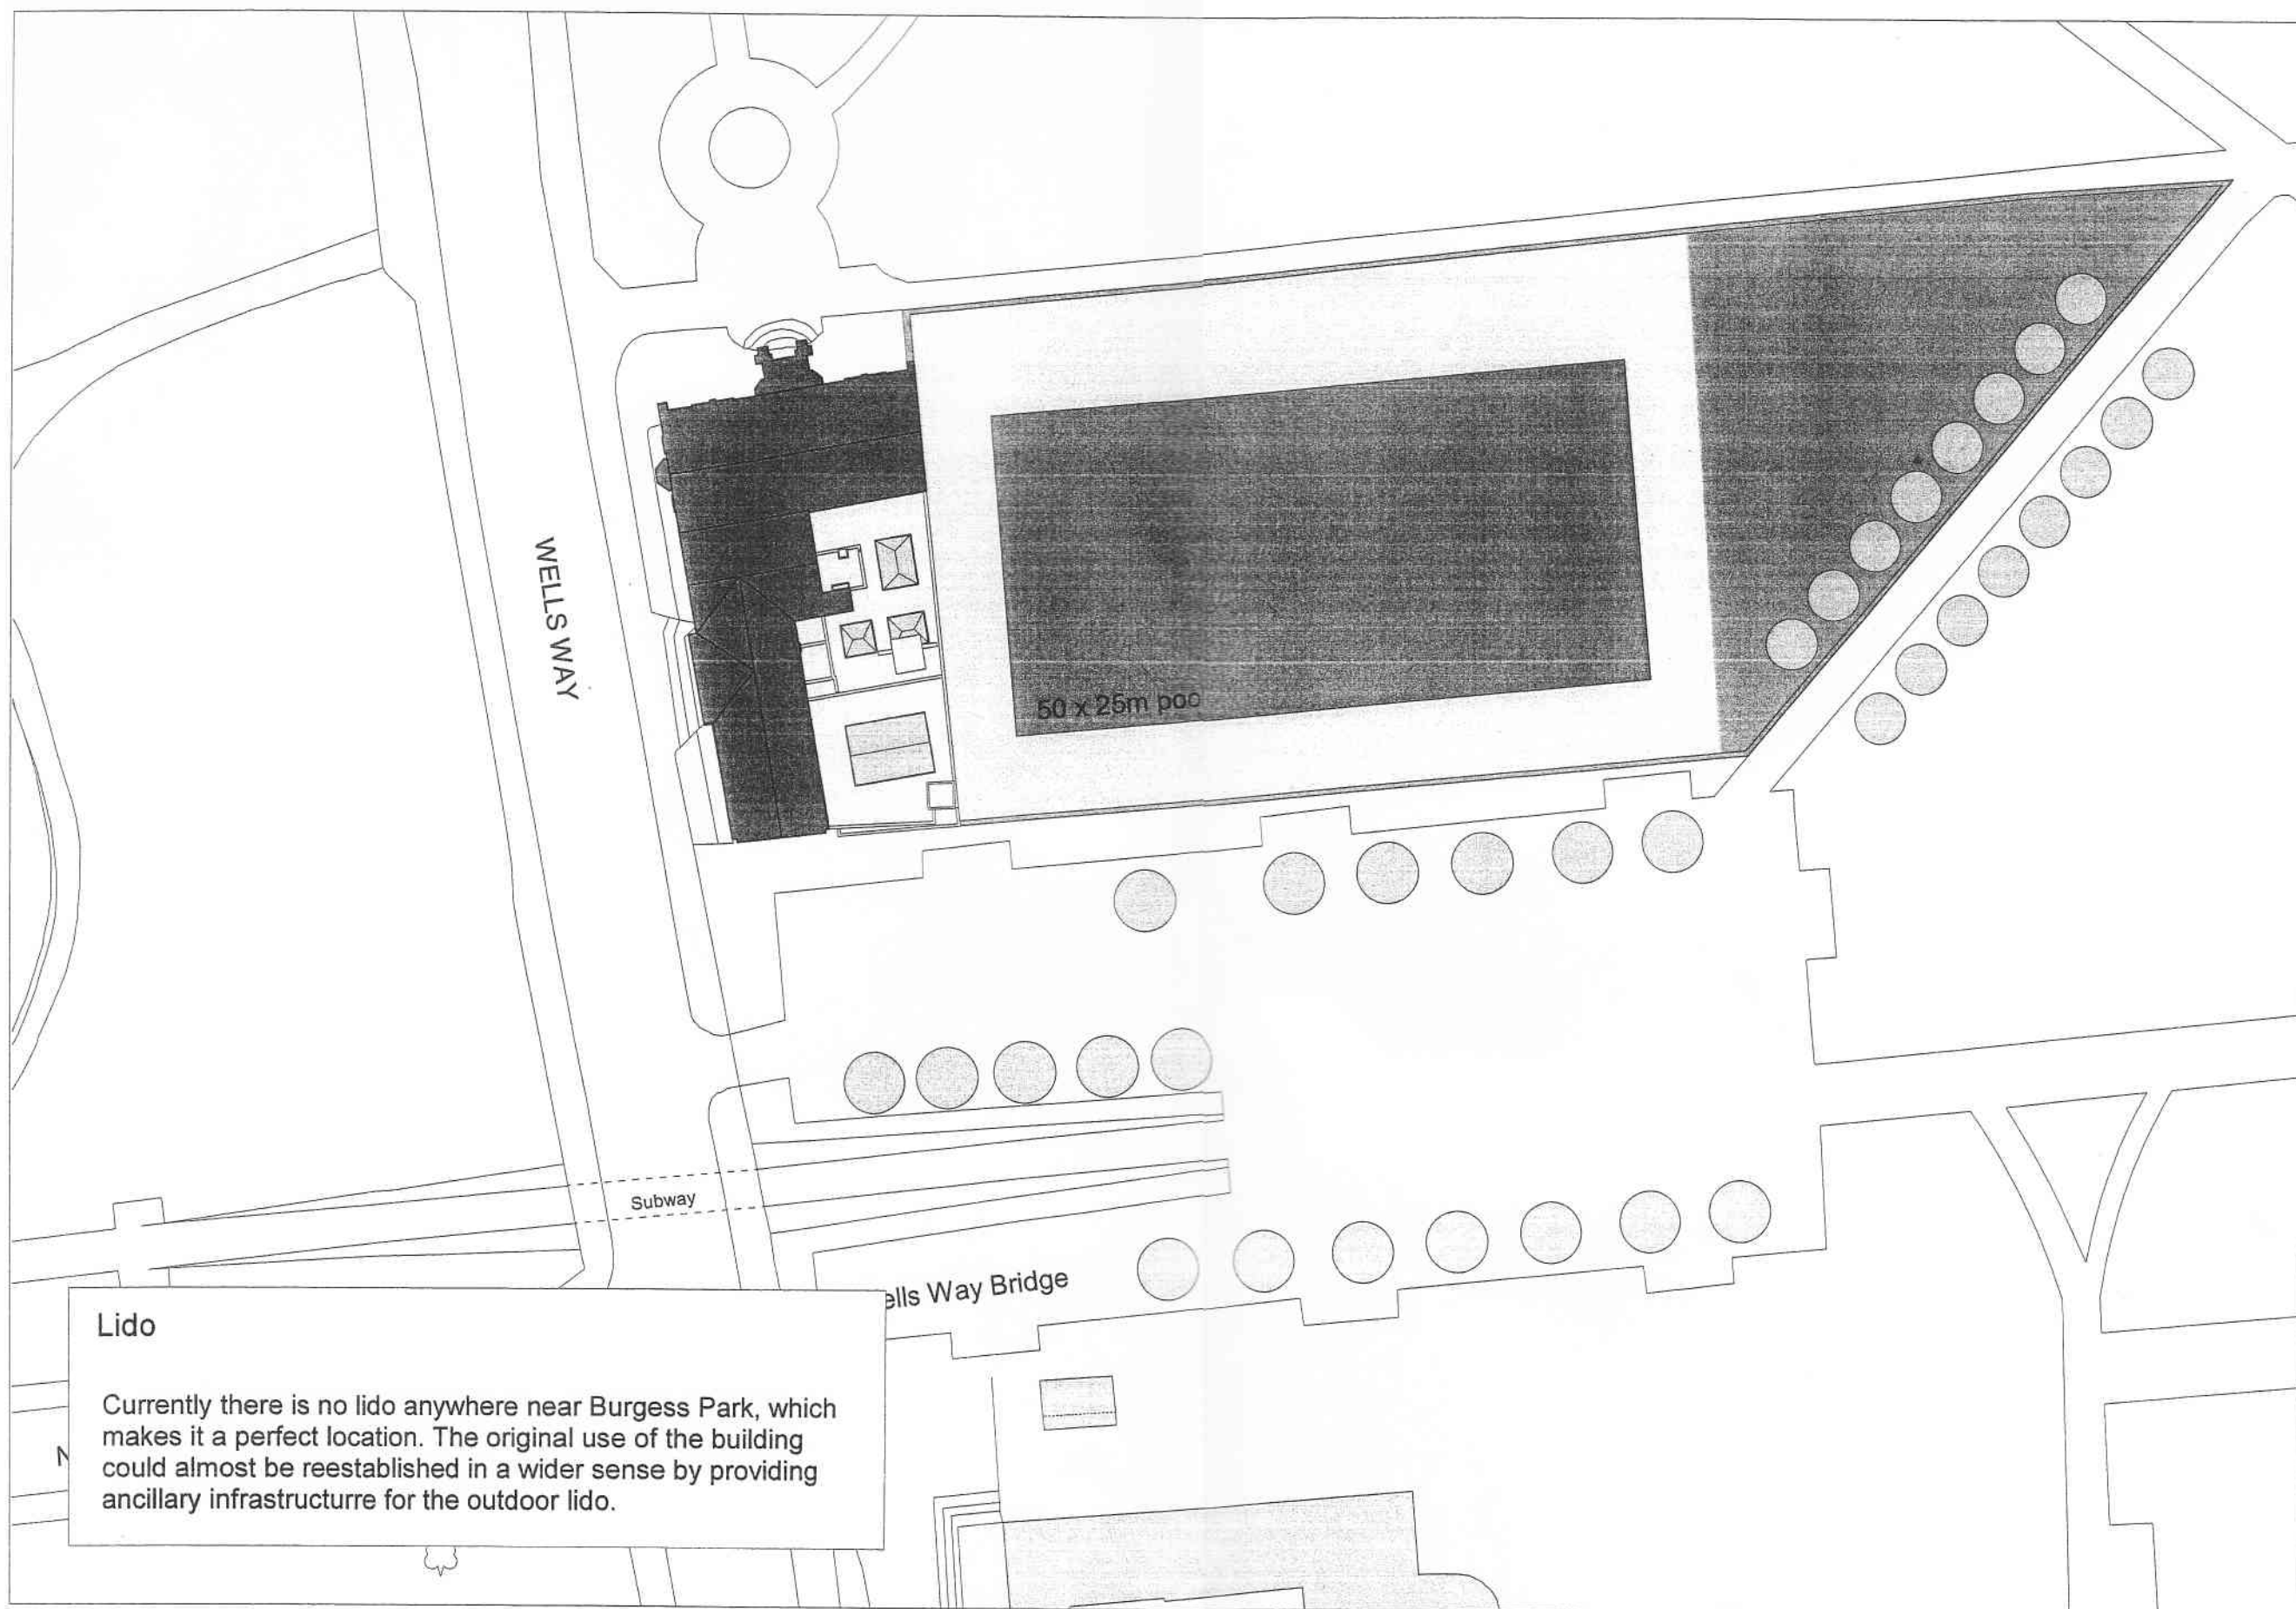 WELLS WAY
50 x 25m poo
Subway
ells Way Bridge
Lido
Currently there is no lido anywhere near Burgess Park, which
makes it a perfect location. The original use of the building
could almost be reestablished in a wider sense by providing
ancillary infrastructurre for the outdoor lido.
N